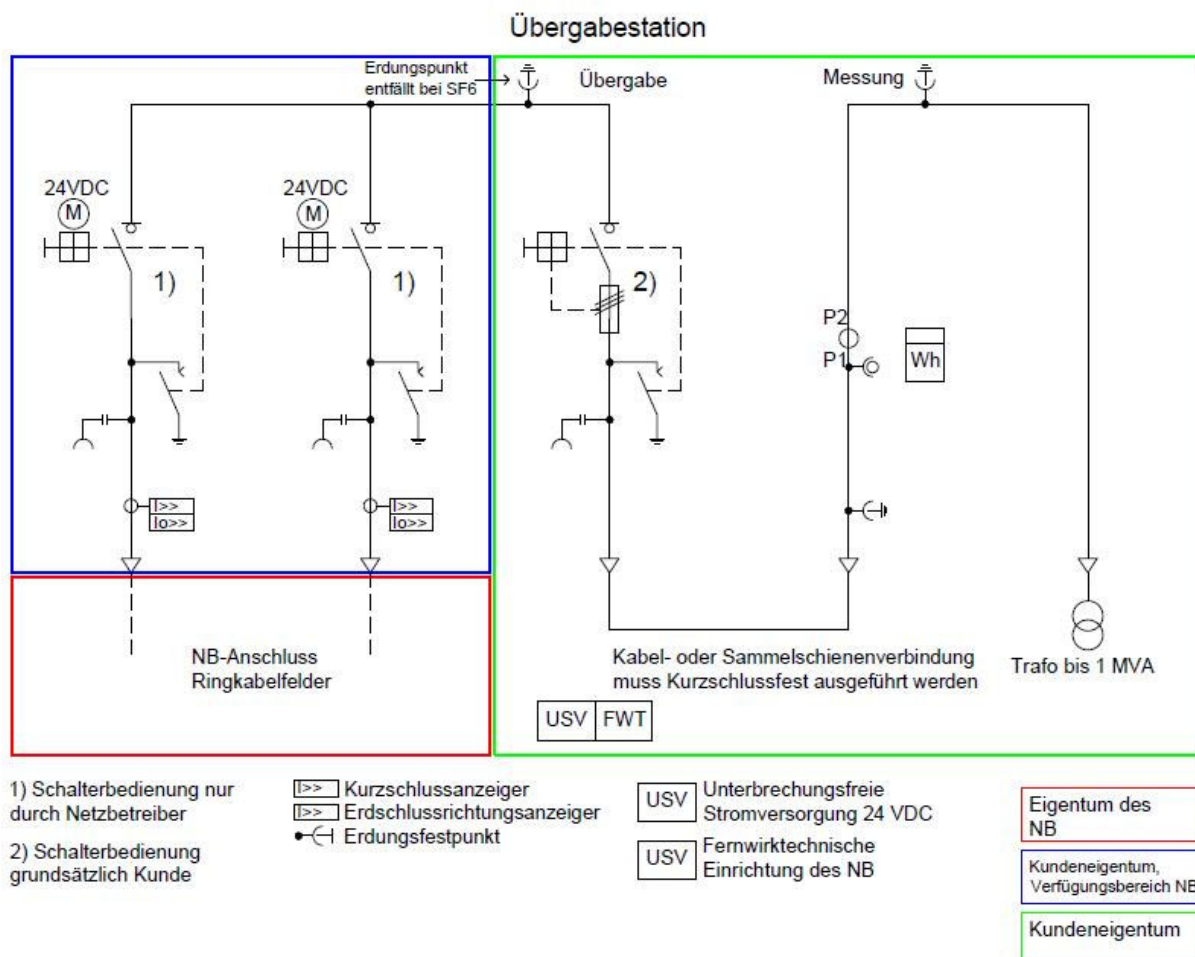 Übergabestation
Erdungspunkt
entfällt bei SF6
Übergabe
Messung
24VDC
M
1)
24VDC
M
1)
2)
P2
P1
Wh
I>>
Io>>
I>>
Io>>
NB-Anschluss
Ringkabelfelder
Kabel- oder Sammelschienenverbindung
muss Kurzschlussfest ausgeführt werden
Trafo bis 1 MVA
USV FWT
1) Schalterbedienung nur
durch Netzbetreiber
2) Schalterbedienung
grundsätzlich Kunde
I>> Kurzschlussanzeiger
I>> Erdschlussrichtungsanzeiger
Erdungsfestpunkt
USV
Unterbrechungsfreie
Stromversorgung 24 VDC
USV
Fernwirktechnische
Einrichtung des NB
Eigentum des
NB
Kundeneigentum,
Verfügungsbereich NB
Kundeneigentum